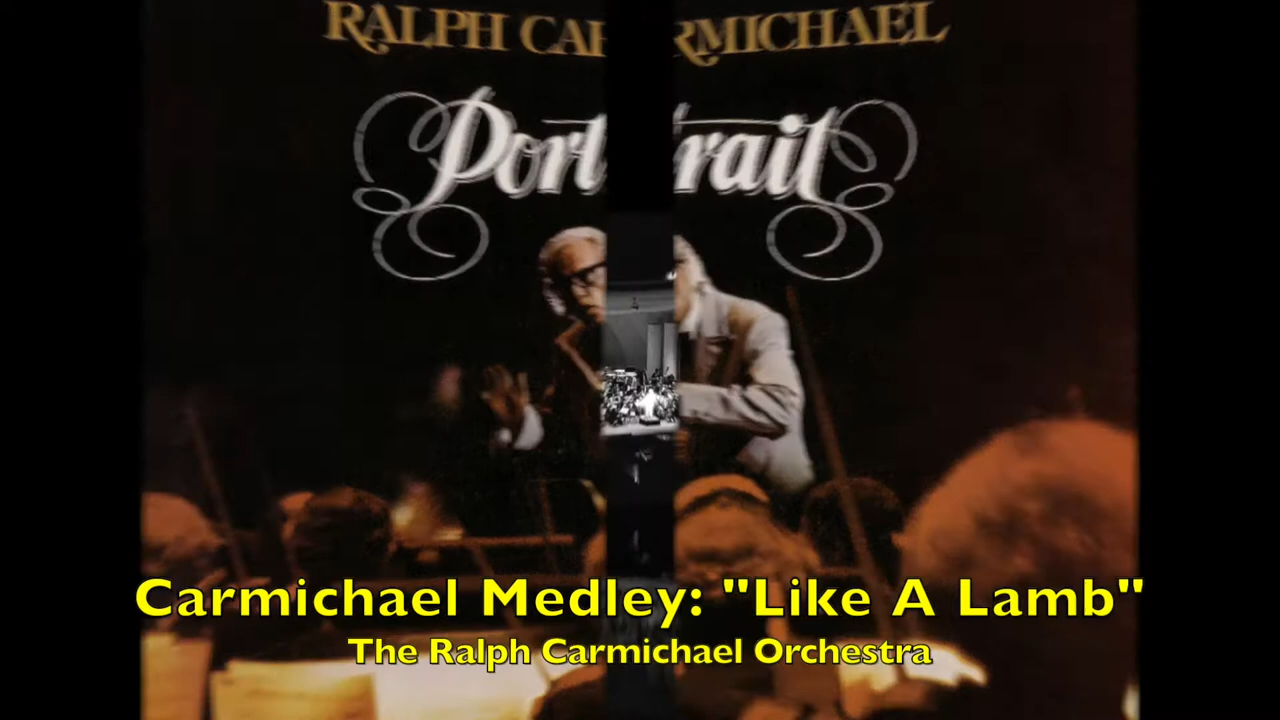 RALPH CARMICHAEL
Portrait
Carmichael Medley: "Like A Lamb"
The Ralph Carmichael Orchestra